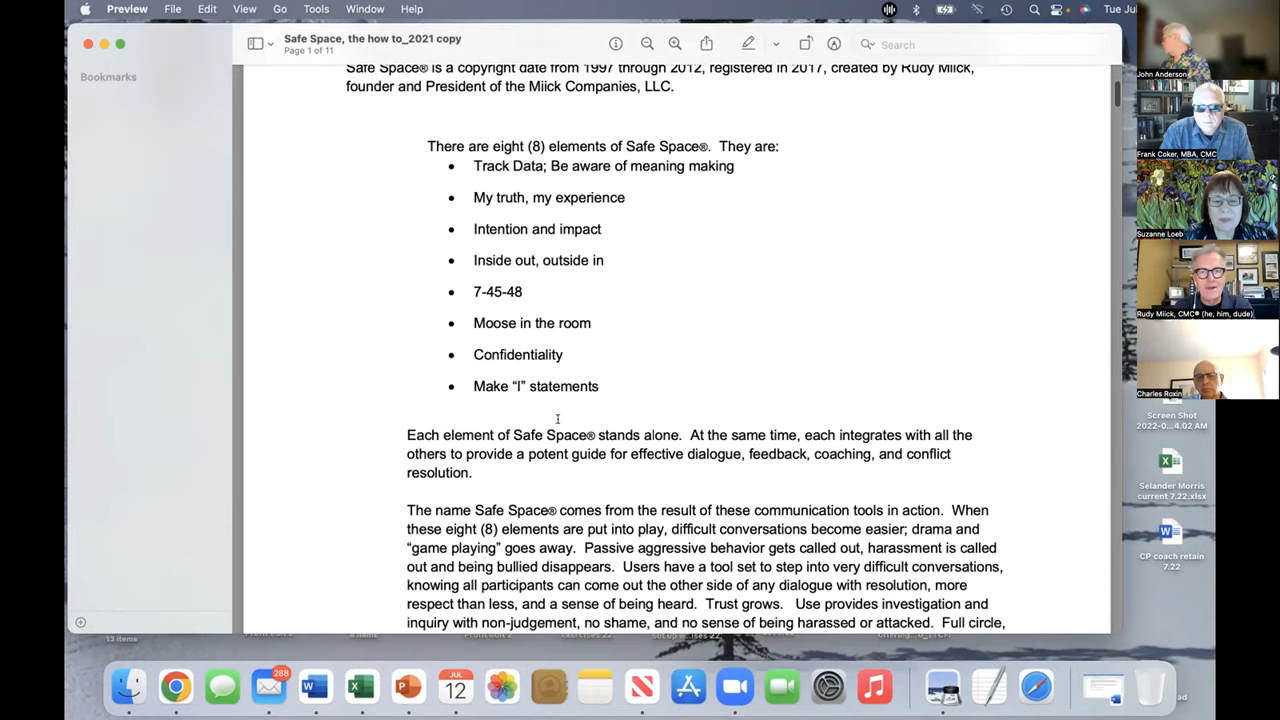 Preview File Edit View Go Tools Window Help
Tue Jul
Safe Space, the how to_2021 copy
Page 1 of 11
Search
Bookmarks
Safe Space® is a copyright date from 1997 through 2012, registered in 2017, created by Rudy Miick,
founder and President of the Miick Companies, LLC.
There are eight (8) elements of Safe Space®. They are:
• Track Data; Be aware of meaning making
• My truth, my experience
• Intention and impact
• Inside out, outside in
• 7-45-48
• Moose in the room
• Confidentiality
• Make “I” statements
Each element of Safe Space® stands alone. At the same time, each integrates with all the
others to provide a potent guide for effective dialogue, feedback, coaching, and conflict
resolution.
The name Safe Space® comes from the result of these communication tools in action. When
these eight (8) elements are put into play, difficult conversations become easier; drama and
“game playing” goes away. Passive aggressive behavior gets called out, harassment is called
out and being bullied disappears. Users have a tool set to step into very difficult conversations,
knowing all participants can come out the other side of any dialogue with resolution, more
respect than less, and a sense of being heard. Trust grows. Use provides investigation and
inquiry with non-judgement, no shame, and no sense of being harassed or attacked. Full circle,
John Anderson
Frank Coker, MBA, CMC
Suzanne Loeb
Rudy Miick, CMC® (he, him, dude)
Charles Roxin
Screen Shot
2022-0...4.02 AM
Selander Morris
current 7.22.xlsx
CP coach retain
7.22
13 items
288
JUL
12